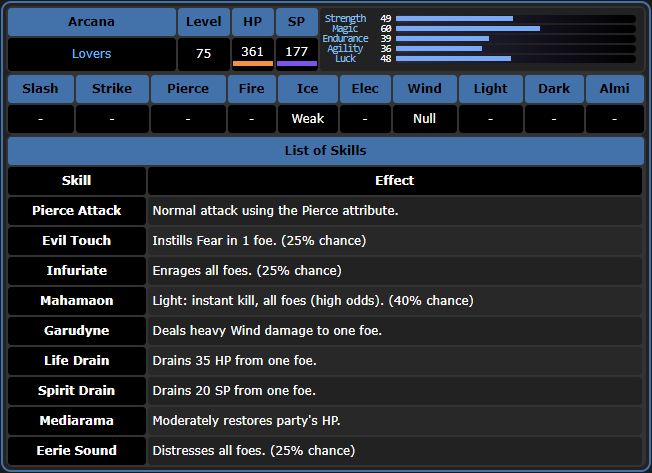 Arcana Level HP SP
Lovers 75 361 177
Strength 49
Magic 60
Endurance 39
Agility 36
Luck 48
Slash Strike Pierce Fire Ice Elec Wind Light Dark Almi
- - - - Weak - Null - - -
List of Skills
Skill Effect
Pierce Attack Normal attack using the Pierce attribute.
Evil Touch Instills Fear in 1 foe. (25% chance)
Infuriate Enrages all foes. (25% chance)
Mahamaon Light: instant kill, all foes (high odds). (40% chance)
Garudyne Deals heavy Wind damage to one foe.
Life Drain Drains 35 HP from one foe.
Spirit Drain Drains 20 SP from one foe.
Mediarama Moderately restores party's HP.
Eerie Sound Distresses all foes. (25% chance)